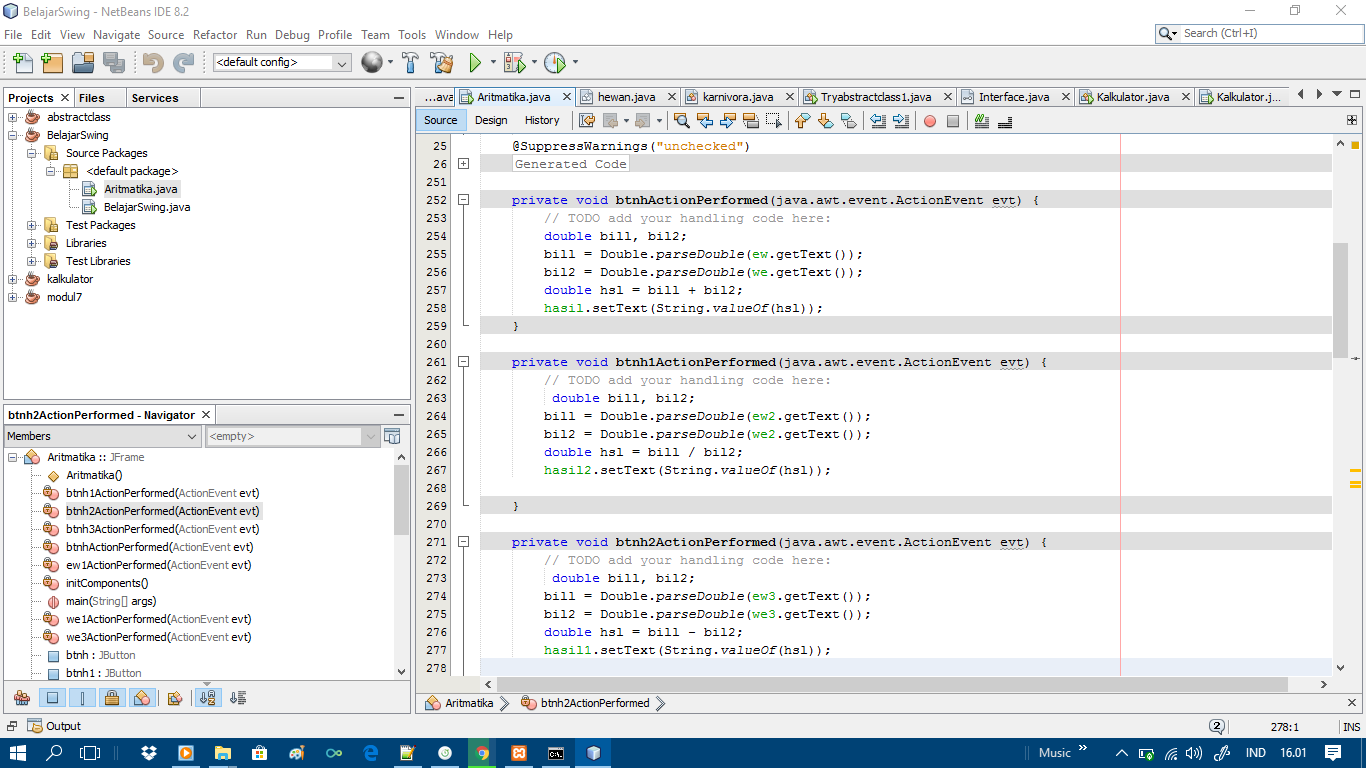 BelajarSwing - NetBeans IDE 8.2
File Edit View Navigate Source Refactor Run Debug Profile Team Tools Window Help
Search (Ctrl+I)
<default config>
Projects Files Services
abstractclass
BelajarSwing
Source Packages
<default package>
Aritmatika.java
BelajarSwing.java
Test Packages
Libraries
Test Libraries
kalkulator
modul7
btnh2ActionPerformed - Navigator
Members <empty>
Aritmatika :: JFrame
Aritmatika()
btnh1ActionPerformed(ActionEvent evt)
btnh2ActionPerformed(ActionEvent evt)
btnh3ActionPerformed(ActionEvent evt)
btnhActionPerformed(ActionEvent evt)
ew1ActionPerformed(ActionEvent evt)
initComponents()
main(String[] args)
we1ActionPerformed(ActionEvent evt)
we3ActionPerformed(ActionEvent evt)
btnh : JButton
btnh1 : JButton
...ava Aritmatika.java hewan.java karnivora.java Tryabstractclass1.java Interface.java Kalkulator.java Kalkulator.j...
Source Design History
25 @SuppressWarnings("unchecked")
26 Generated Code
251
252 private void btnhActionPerformed(java.awt.event.ActionEvent evt) {
253 // TODO add your handling code here:
254 double bill, bil2;
255 bill = Double.parseDouble(ew.getText());
256 bil2 = Double.parseDouble(we.getText());
257 double hsl = bill + bil2;
258 hasil.setText(String.valueOf(hsl));
259 }
260
261 private void btnh1ActionPerformed(java.awt.event.ActionEvent evt) {
262 // TODO add your handling code here:
263 double bill, bil2;
264 bill = Double.parseDouble(ew2.getText());
265 bil2 = Double.parseDouble(we2.getText());
266 double hsl = bill / bil2;
267 hasil2.setText(String.valueOf(hsl));
268
269 }
270
271 private void btnh2ActionPerformed(java.awt.event.ActionEvent evt) {
272 // TODO add your handling code here:
273 double bill, bil2;
274 bill = Double.parseDouble(ew3.getText());
275 bil2 = Double.parseDouble(we3.getText());
276 double hsl = bill - bil2;
277 hasil1.setText(String.valueOf(hsl));
278
Aritmatika btnh2ActionPerformed
Output
2 278:1 INS
Music IND 16.01